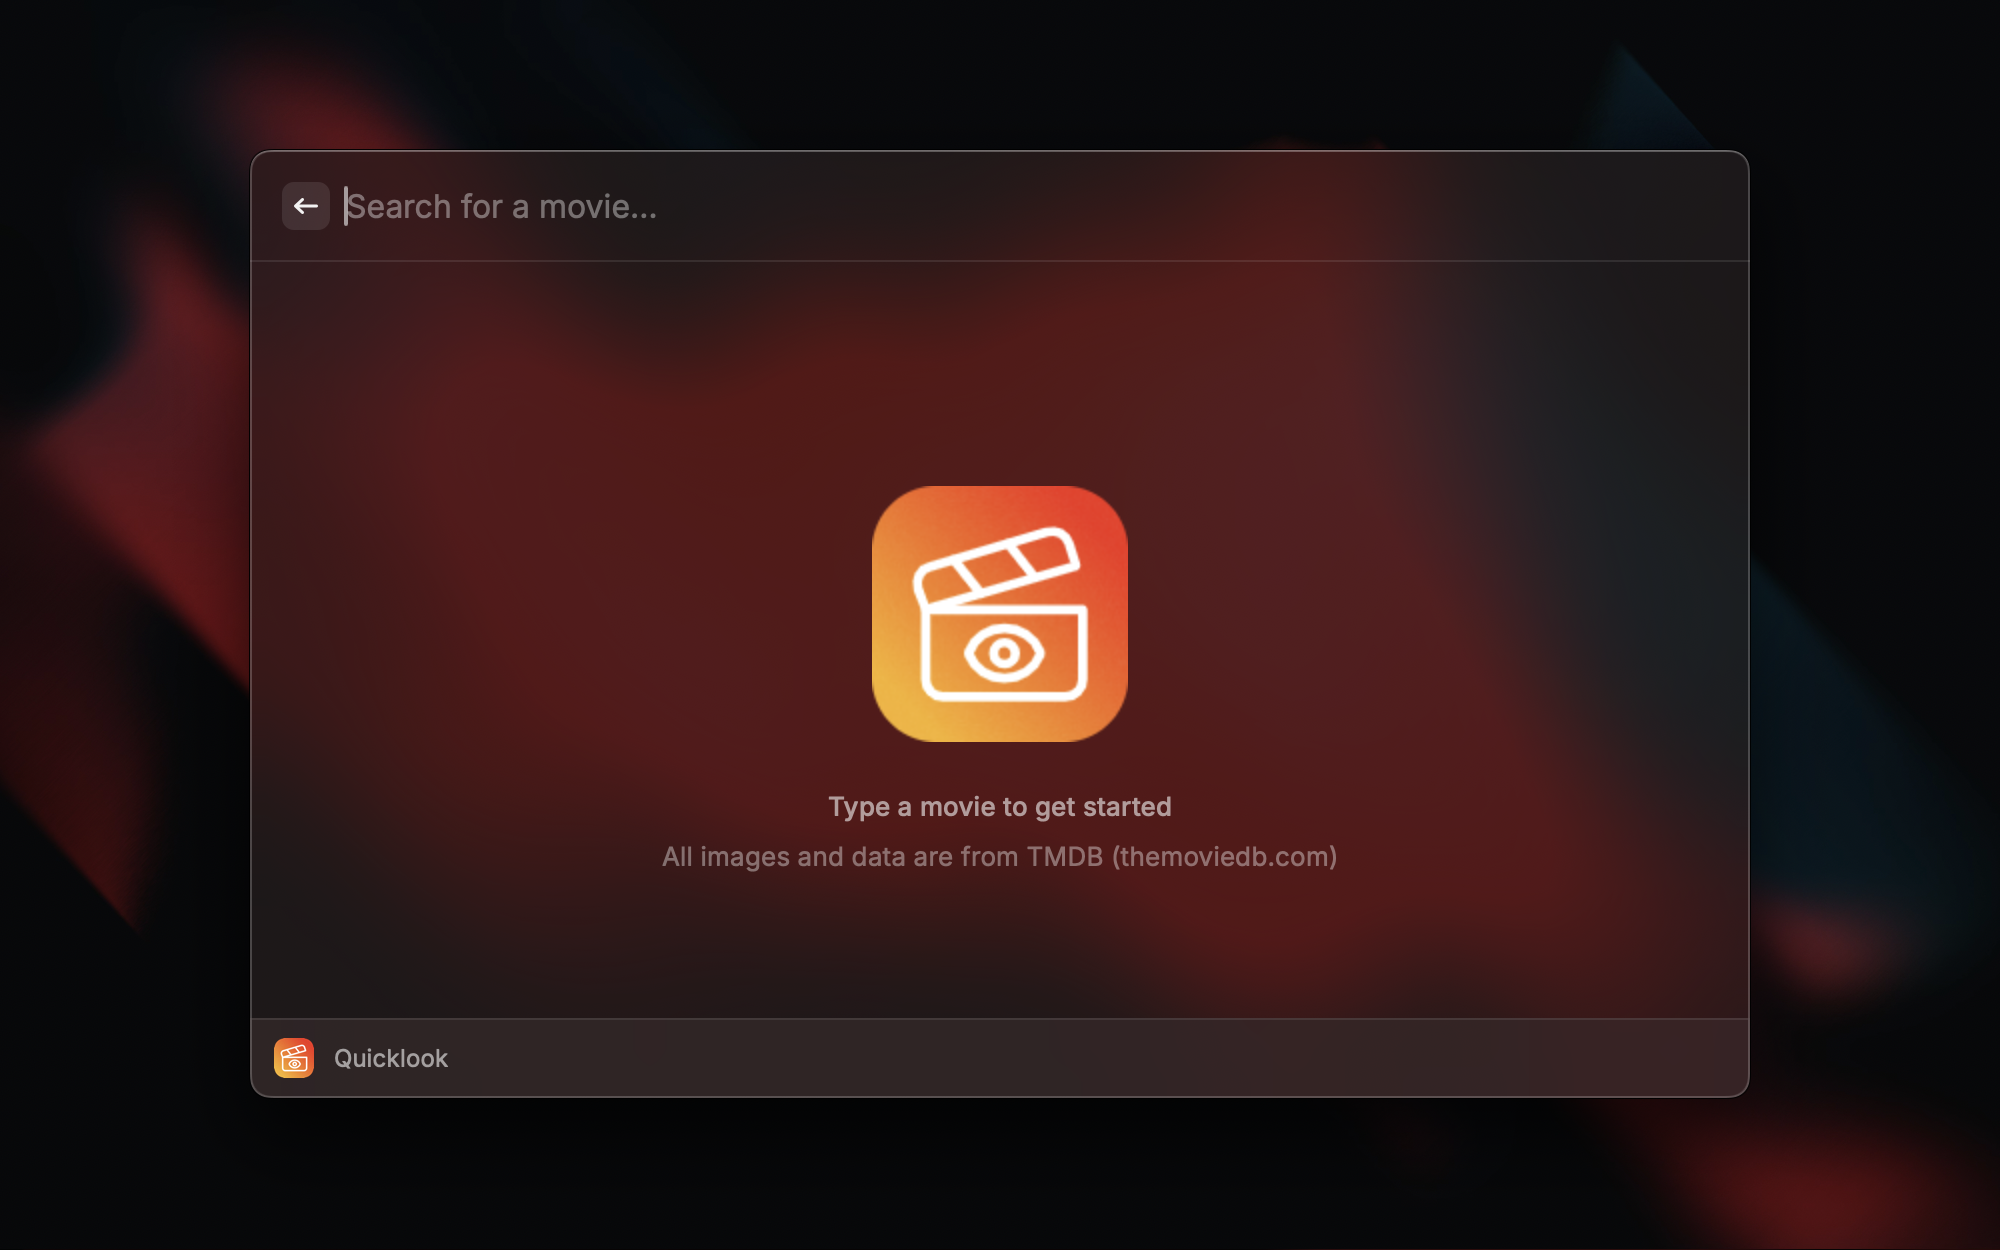 Search for a movie...
Type a movie to get started
All images and data are from TMDB (themoviedb.com)
Quicklook